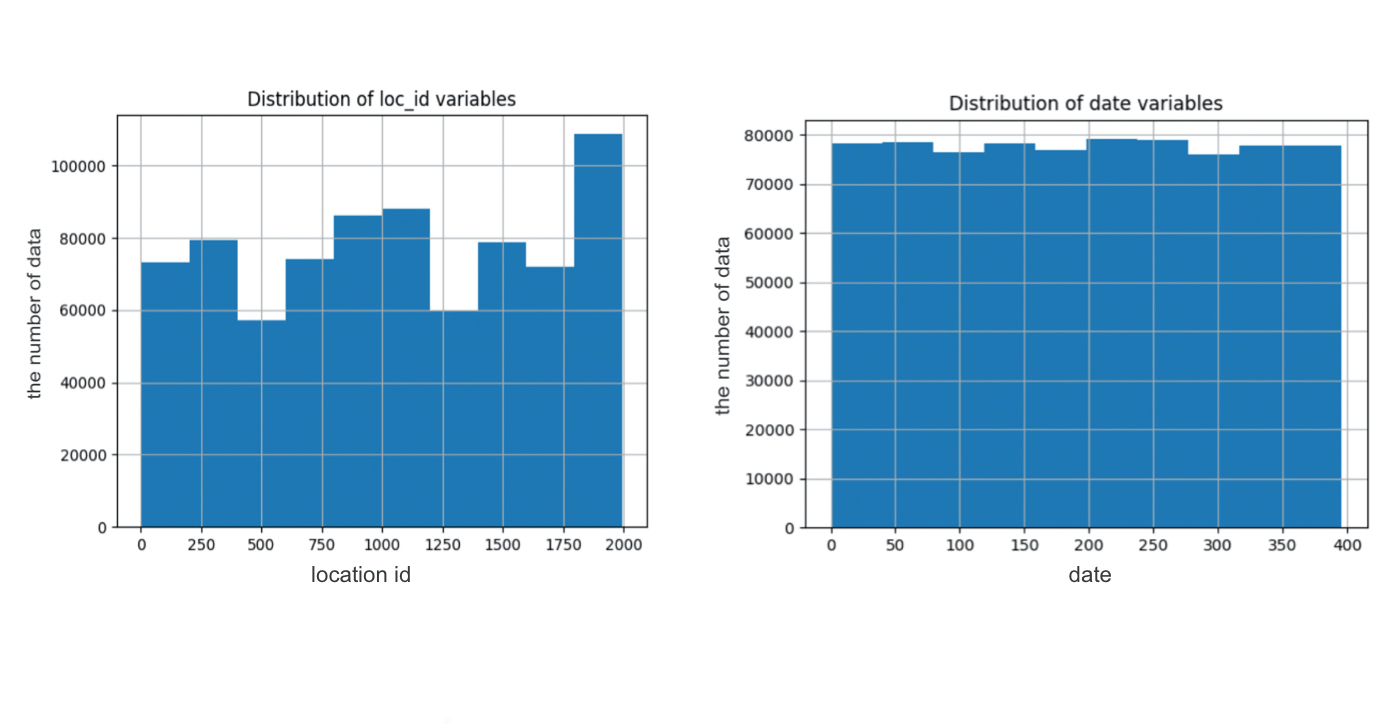 Distribution of loc_id variables
the number of data
100000
80000
60000
40000
20000
0
0 250 500 750 1000 1250 1500 1750 2000
location id
Distribution of date variables
the number of data
80000
70000
60000
50000
40000
30000
20000
10000
0
0 50 100 150 200 250 300 350 400
date